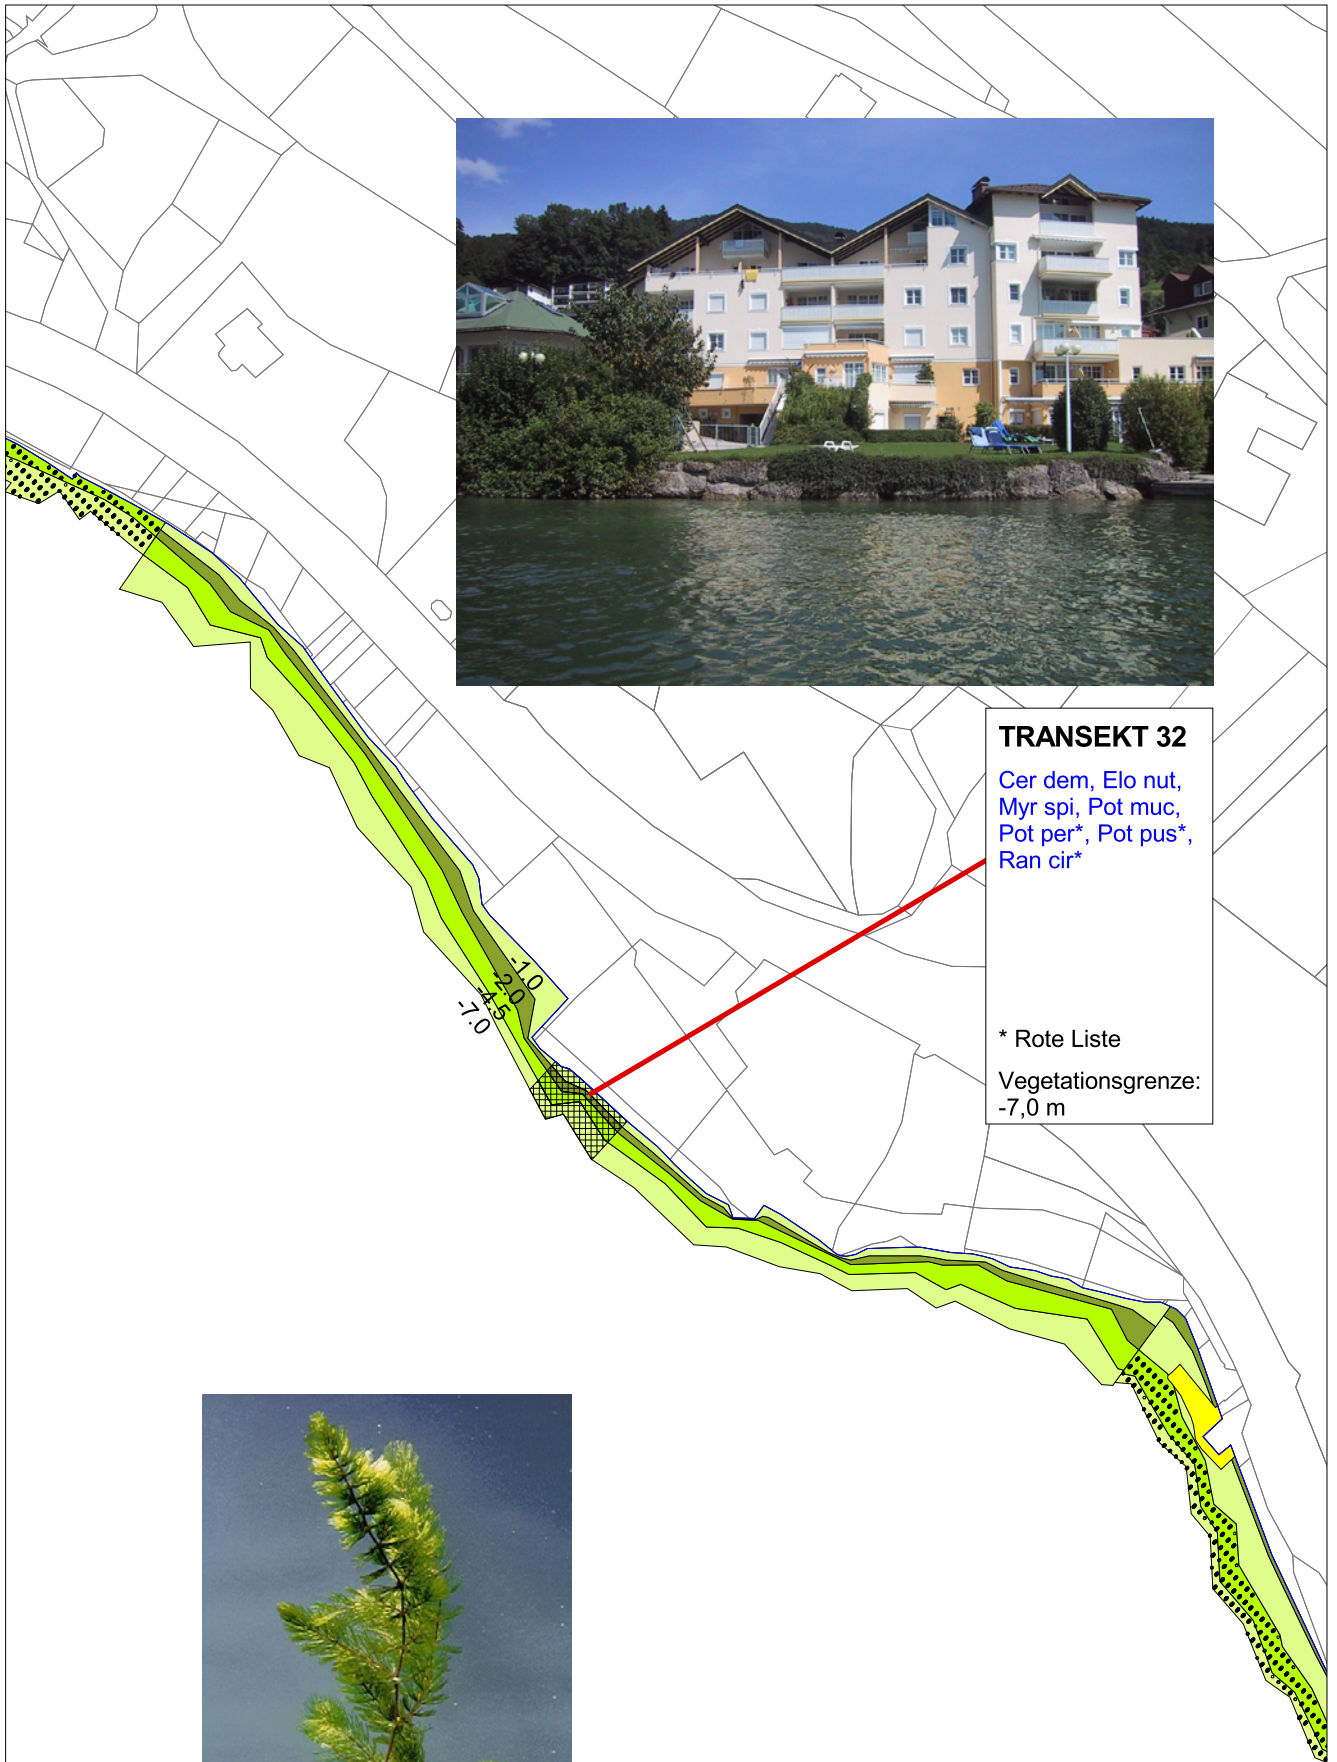 TRANSEKT 32
Cer dem, Elo nut,
Myr spi, Pot muc,
Pot per*, Pot pus*,
Ran cir*
* Rote Liste
Vegetationsgrenze:
-7,0 m
-1.0
-2.0
-4.5
-7.0